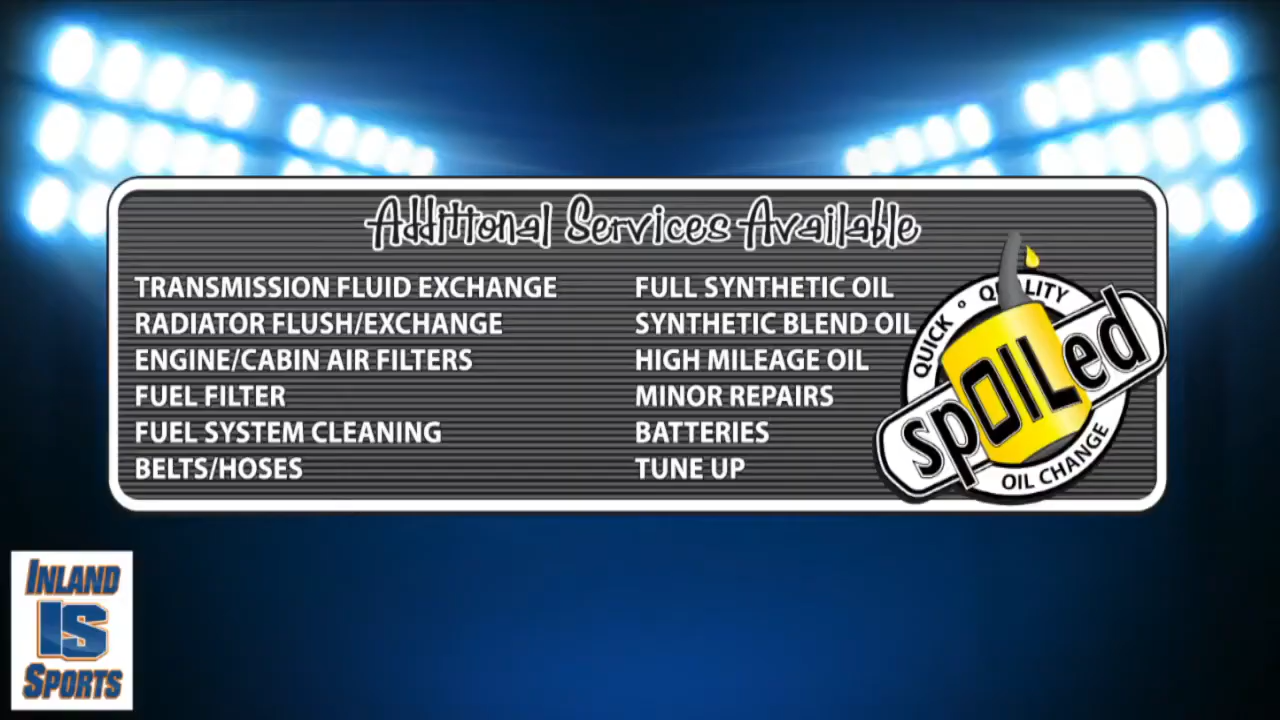 Additional Services Available
TRANSMISSION FLUID EXCHANGE
RADIATOR FLUSH/EXCHANGE
ENGINE/CABIN AIR FILTERS
FUEL FILTER
FUEL SYSTEM CLEANING
BELTS/HOSES
FULL SYNTHETIC OIL
SYNTHETIC BLEND OIL
HIGH MILEAGE OIL
MINOR REPAIRS
BATTERIES
TUNE UP
QUICK ° QUALITY
spOILed
OIL CHANGE
INLAND
IS
SPORTS